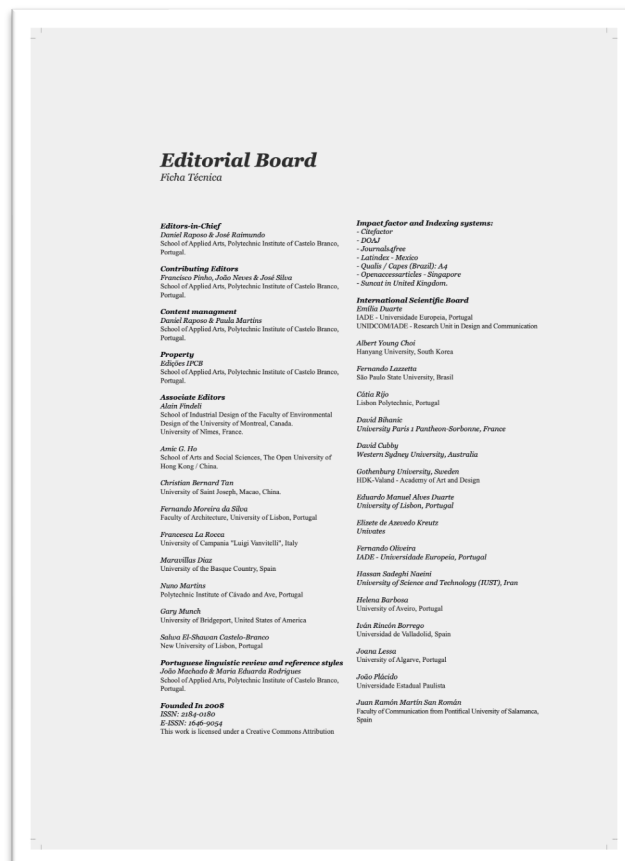 Editorial Board
Ficha Técnica
Editors-in-Chief
Daniel Raposo & José Raimundo
School of Applied Arts, Polytechnic Institute of Castelo Branco,
Portugal.
Contributing Editors
Francisco Pinho, João Neves & José Silva
School of Applied Arts, Polytechnic Institute of Castelo Branco,
Portugal.
Content managment
Daniel Raposo & Paula Martins
School of Applied Arts, Polytechnic Institute of Castelo Branco,
Portugal.
Property
Edições IPCB
School of Applied Arts, Polytechnic Institute of Castelo Branco,
Portugal.
Associate Editors
Alain Findeli
School of Industrial Design of the Faculty of Environmental
Design of the University of Montreal, Canada.
University of Nîmes, France.
Amic G. Ho
School of Arts and Social Sciences, The Open University of
Hong Kong / China.
Christian Bernard Tan
University of Saint Joseph, Macao, China.
Fernando Moreira da Silva
Faculty of Architecture, University of Lisbon, Portugal
Francesca La Rocca
University of Campania "Luigi Vanvitelli", Italy
Maravillas Díaz
University of the Basque Country, Spain
Nuno Martins
Polytechnic Institute of Cávado and Ave, Portugal
Gary Munch
University of Bridgeport, United States of America
Salwa El-Shawan Castelo-Branco
New University of Lisbon, Portugal
Portuguese linguistic review and reference styles
João Machado & Maria Eduarda Rodrigues
School of Applied Arts, Polytechnic Institute of Castelo Branco,
Portugal.
Founded In 2008
ISSN: 2184-0180
E-ISSN: 1646-9054
This work is licensed under a Creative Commons Attribution
Impact factor and Indexing systems:
- Citefactor
- DOAJ
- Journals4free
- Latindex - Mexico
- Qualis / Capes (Brazil): A4
- Openaccessarticles - Singapore
- Suncat in United Kingdom.
International Scientific Board
Emília Duarte
IADE - Universidade Europeia, Portugal
UNIDCOM/IADE - Research Unit in Design and Communication
Albert Young Choi
Hanyang University, South Korea
Fernando Lazzetta
São Paulo State University, Brasil
Cátia Rijo
Lisbon Polytechnic, Portugal
David Bihanic
University Paris 1 Pantheon-Sorbonne, France
David Cubby
Western Sydney University, Australia
Gothenburg University, Sweden
HDK-Valand - Academy of Art and Design
Eduardo Manuel Alves Duarte
University of Lisbon, Portugal
Elizete de Azevedo Kreutz
Univates
Fernando Oliveira
IADE - Universidade Europeia, Portugal
Hassan Sadeghi Naeini
University of Science and Technology (IUST), Iran
Helena Barbosa
University of Aveiro, Portugal
Iván Rincón Borrego
Universidad de Valladolid, Spain
Joana Lessa
University of Algarve, Portugal
João Plácido
Universidade Estadual Paulista
Juan Ramón Martín San Román
Faculty of Communication from Pontifical University of Salamanca,
Spain